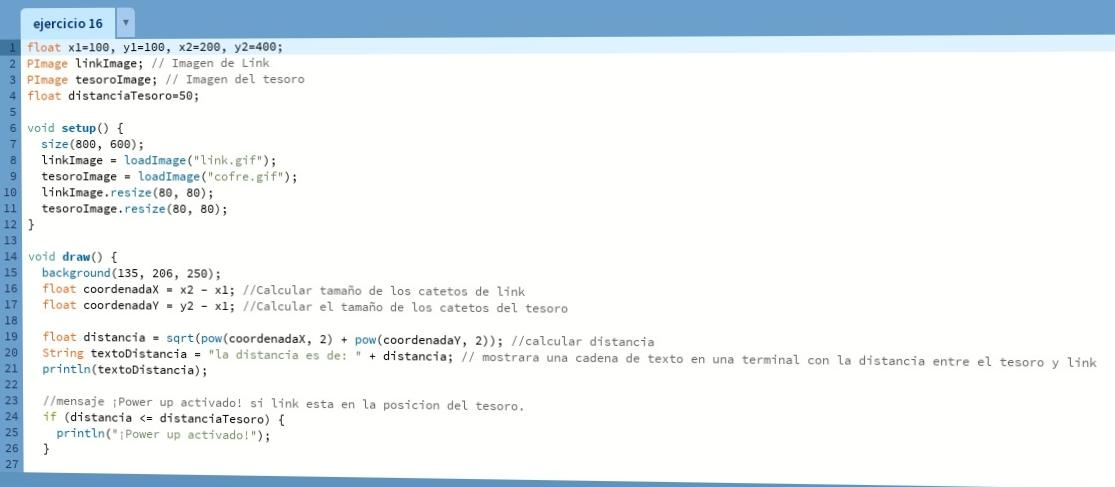 ejercicio 16
1 float x1=100, y1=100, x2=200, y2=400;
2 PImage linkImage; // Imagen de Link
3 PImage tesoroImage; // Imagen del tesoro
4 float distanciaTesoro=50;
5
6 void setup() {
7   size(800, 600);
8   linkImage = loadImage("link.gif");
9   tesoroImage = loadImage("cofre.gif");
10   linkImage.resize(80, 80);
11   tesoroImage.resize(80, 80);
12 }
13
14 void draw() {
15   background(135, 206, 250);
16   float coordenadaX = x2 - x1; //Calcular tamaño de los catetos de link
17   float coordenadaY = y2 - x1; //Calcular el tamaño de los catetos del tesoro
18
19   float distancia = sqrt(pow(coordenadaX, 2) + pow(coordenadaY, 2)); //calcular distancia
20   String textoDistancia = "la distancia es de: " + distancia; // mostrara una cadena de texto en una terminal con la distancia entre el tesoro y link
21   println(textoDistancia);
22
23   //mensaje ¡Power up activado! si link esta en la posicion del tesoro.
24   if (distancia <= distanciaTesoro) {
25     println("¡Power up activado!");
26   }
27